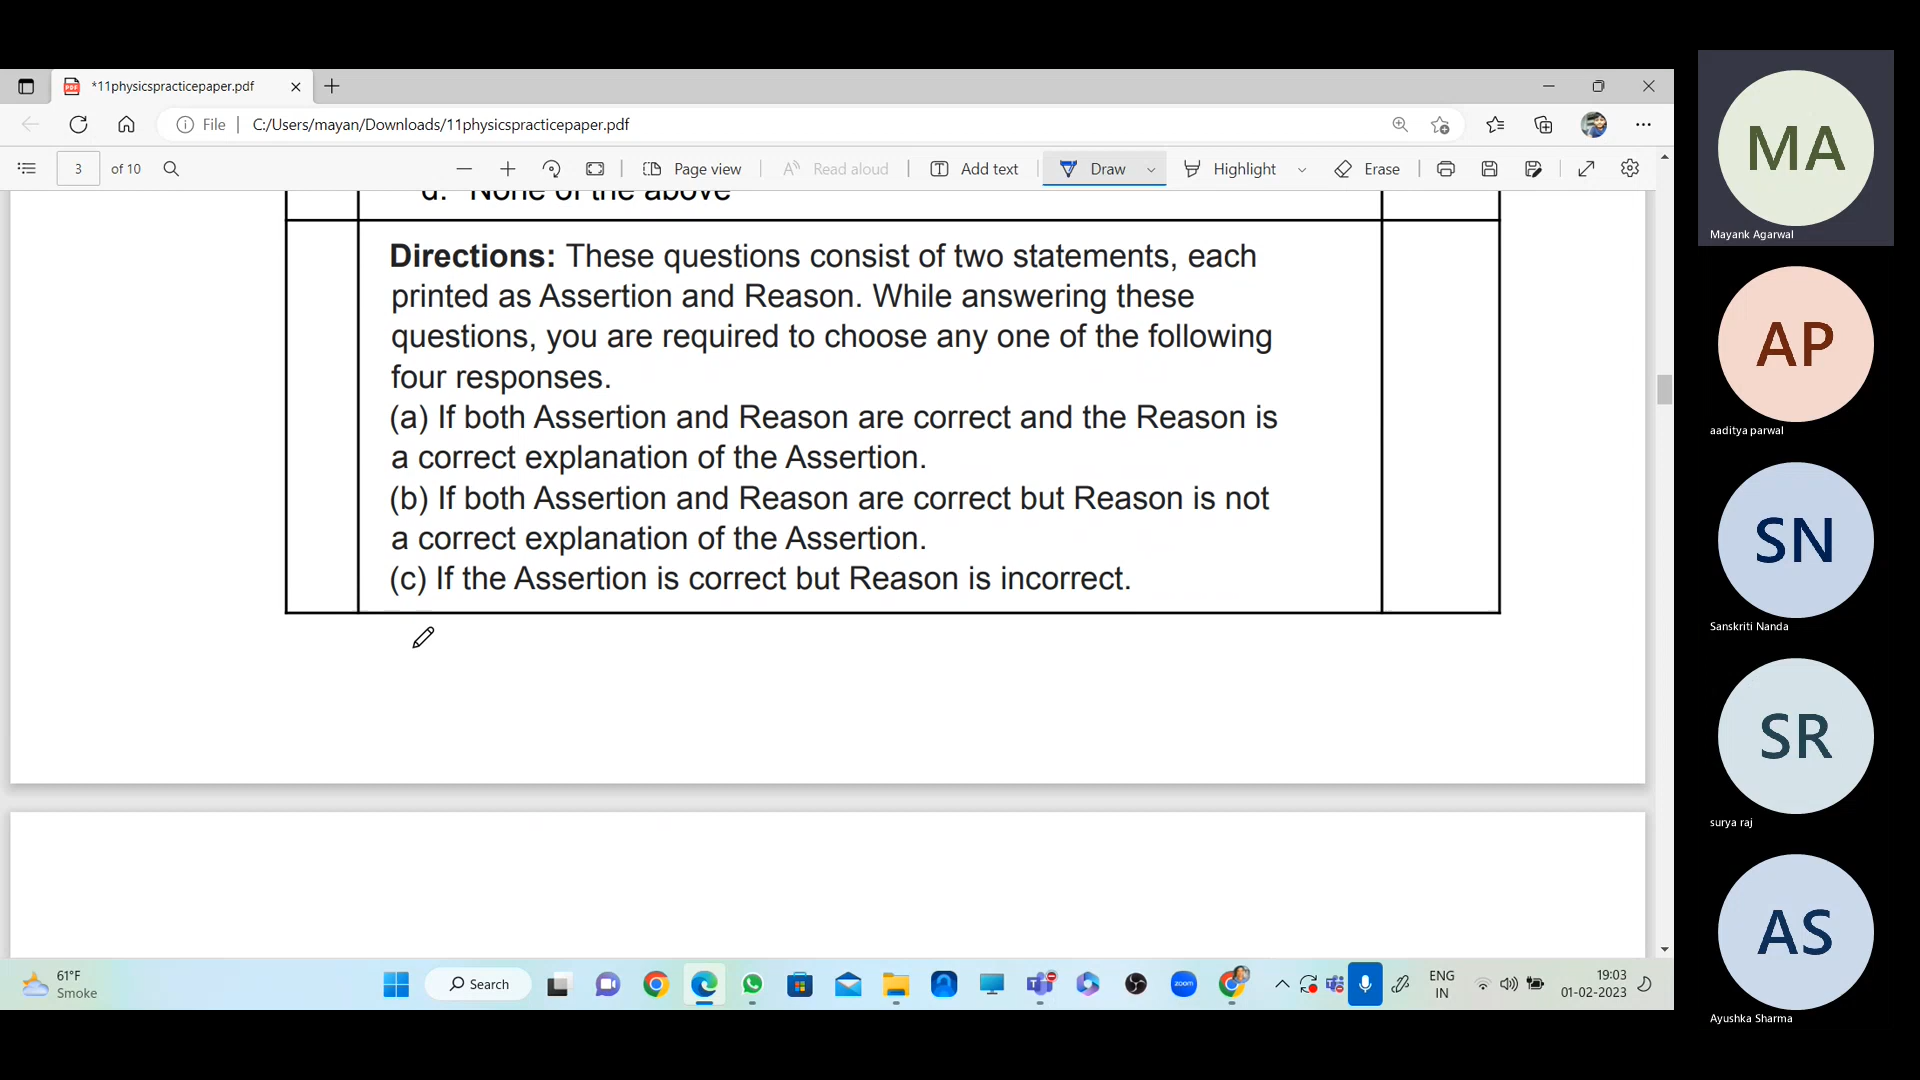 *11physicspracticepaper.pdf
File
C:/Users/mayan/Downloads/11physicspracticepaper.pdf
3 of 10
Page view
Read aloud
Add text
Draw
Highlight
Erase
d. None of the above
Directions: These questions consist of two statements, each
printed as Assertion and Reason. While answering these
questions, you are required to choose any one of the following
four responses.
(a) If both Assertion and Reason are correct and the Reason is
a correct explanation of the Assertion.
(b) If both Assertion and Reason are correct but Reason is not
a correct explanation of the Assertion.
(c) If the Assertion is correct but Reason is incorrect.
61°F
Smoke
Search
zoom
ENG
IN
19:03
01-02-2023
MA
Mayank Agarwal
AP
aaditya parwal
SN
Sanskriti Nanda
SR
surya raj
AS
Ayushka Sharma